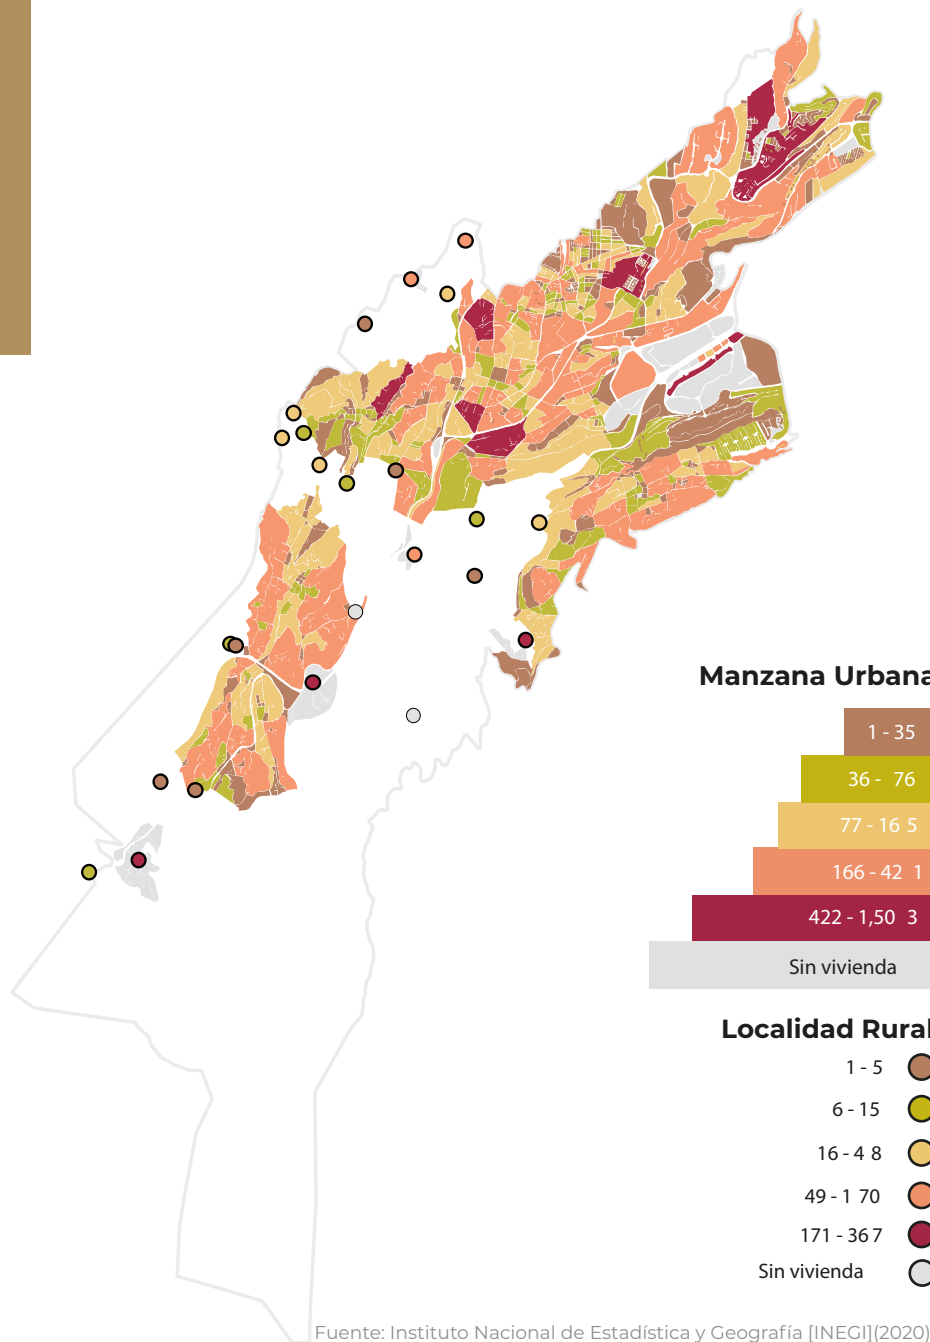 Manzana Urbana
1 - 35
36 - 76
77 - 16 5
166 - 42 1
422 - 1,50 3
Sin vivienda
Localidad Rural
1 - 5
6 - 15
16 - 4 8
49 - 1 70
171 - 36 7
Sin vivienda
Fuente: Instituto Nacional de Estadística y Geografía [INEGI](2020)